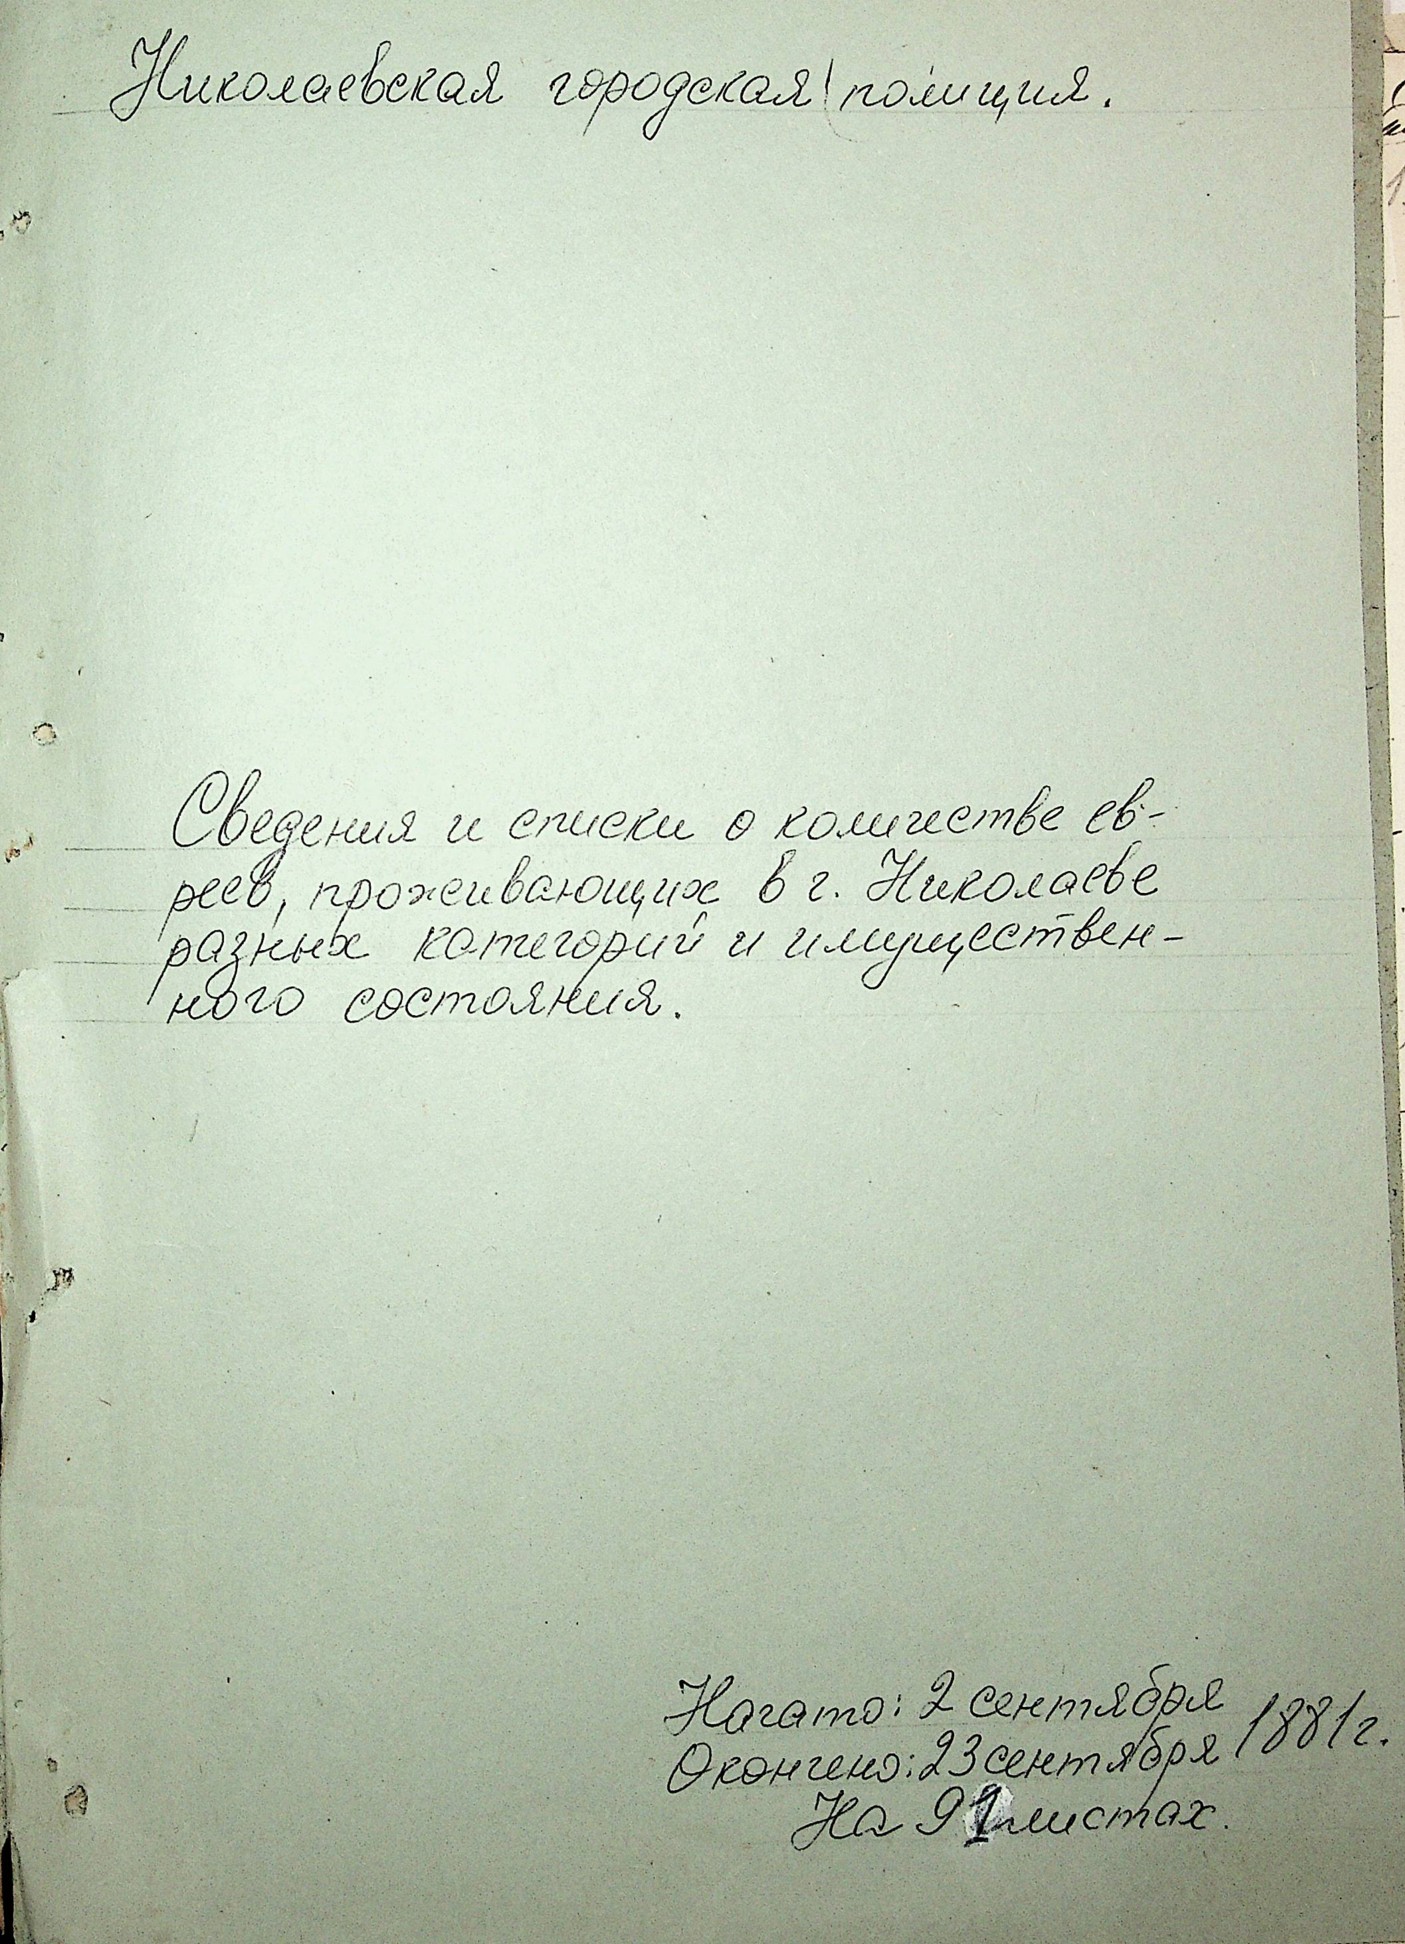 Николаевская городская полиция.
Сведения и списки о количестве ев-
реев, проживающих в г. Николаеве
разных категорий и имуществен-
ного состояния.
Начато: 2 сентября
Окончено: 23 сентября 1881 г.
На 91 листах.